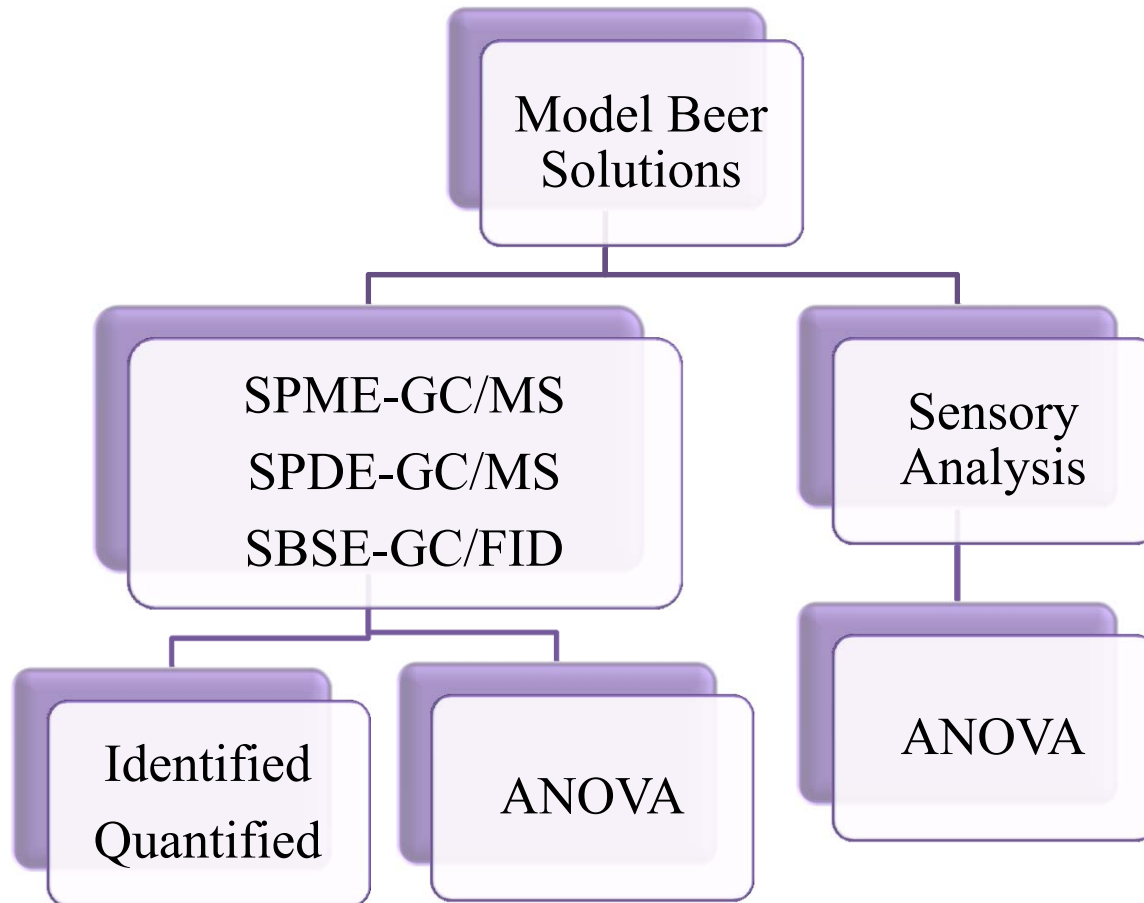 Model Beer
Solutions
SPME-GC/MS
SPDE-GC/MS
SBSE-GC/FID
Sensory
Analysis
Identified
Quantified
ANOVA
ANOVA